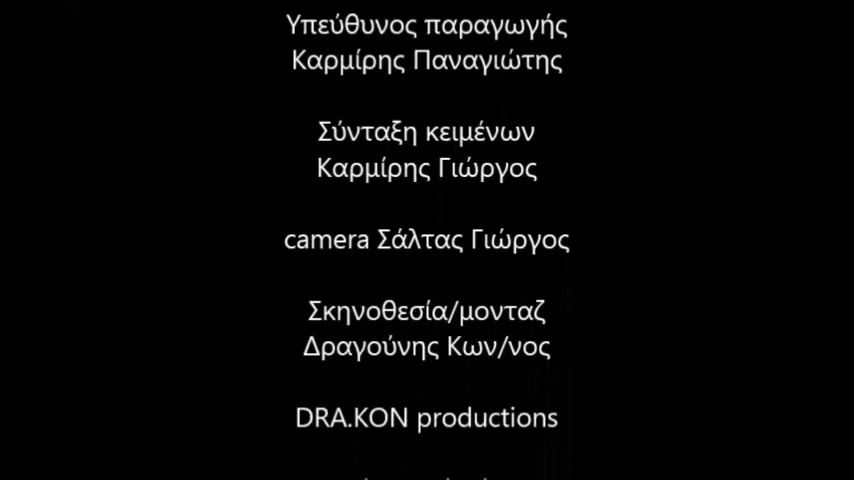 Υπεύθυνος παραγωγής
Καρμίρης Παναγιώτης
Σύνταξη κειμένων
Καρμίρης Γιώργος
camera Σάλτας Γιώργος
Σκηνοθεσία/μονταζ
Δραγούνης Κων/νος
DRA.KON productions